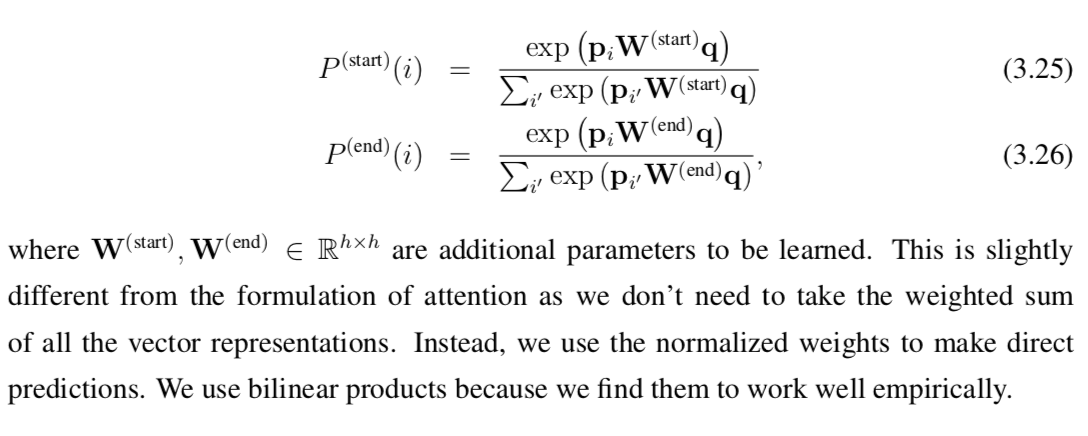 P^(start)(i) = exp (p_i W^(start) q) / ∑_i′ exp (p_i′ W^(start) q) (3.25)
P^(end)(i) = exp (p_i W^(end) q) / ∑_i′ exp (p_i′ W^(end) q), (3.26)
where W^(start), W^(end) ∈ ℝ^h×h are additional parameters to be learned. This is slightly
different from the formulation of attention as we don’t need to take the weighted sum
of all the vector representations. Instead, we use the normalized weights to make direct
predictions. We use bilinear products because we find them to work well empirically.